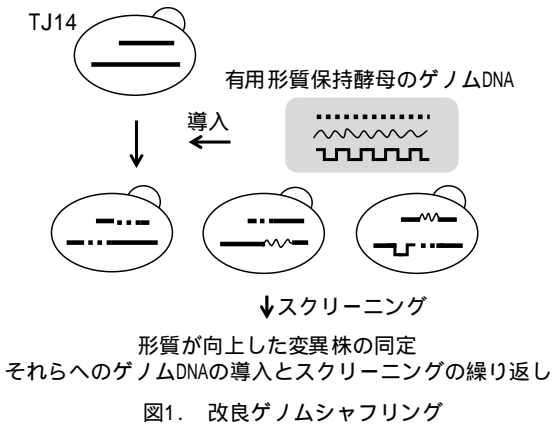 TJ14
有用形質保持酵母のゲノムDNA
導入
スクリーニング
形質が向上した変異株の同定
それらへのゲノムDNAの導入とスクリーニングの繰り返し
図1. 改良ゲノムシャフリング